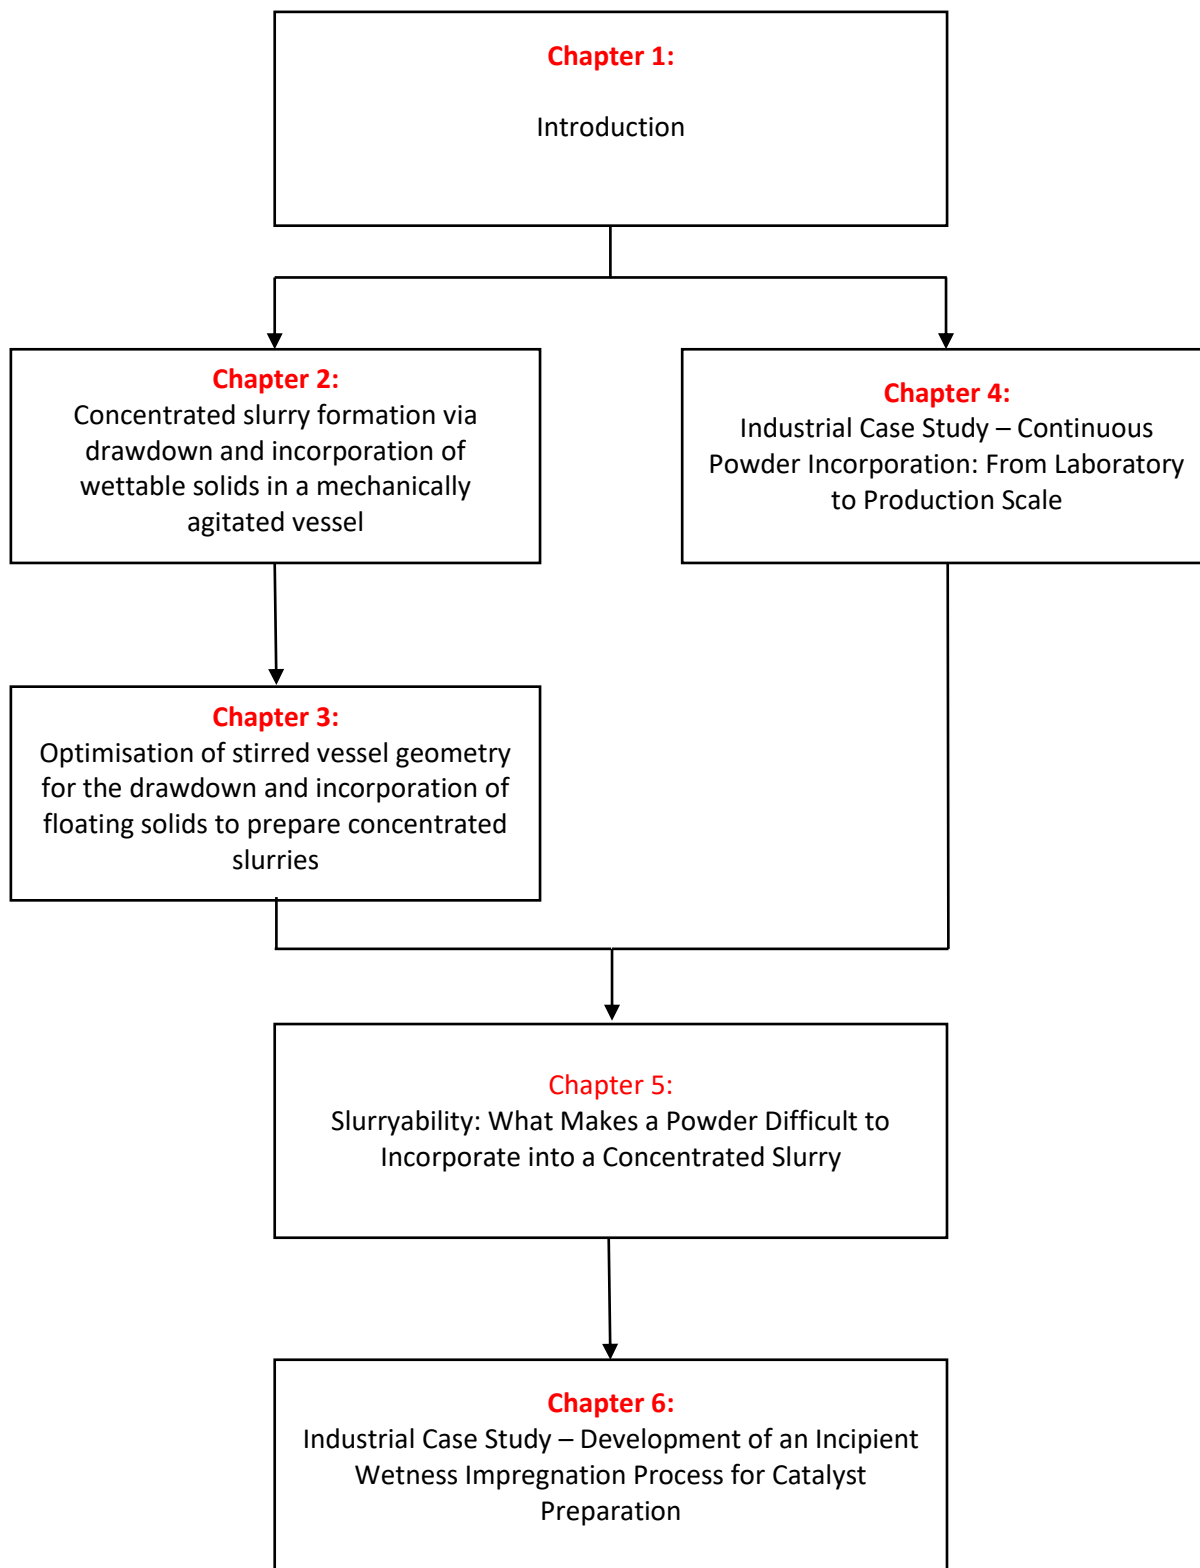 Chapter 1:
Introduction
Chapter 2:
Concentrated slurry formation via
drawdown and incorporation of
wettable solids in a mechanically
agitated vessel
Chapter 4:
Industrial Case Study – Continuous
Powder Incorporation: From Laboratory
to Production Scale
Chapter 3:
Optimisation of stirred vessel geometry
for the drawdown and incorporation of
floating solids to prepare concentrated
slurries
Chapter 5:
Slurryability: What Makes a Powder Difficult to
Incorporate into a Concentrated Slurry
Chapter 6:
Industrial Case Study – Development of an Incipient
Wetness Impregnation Process for Catalyst
Preparation